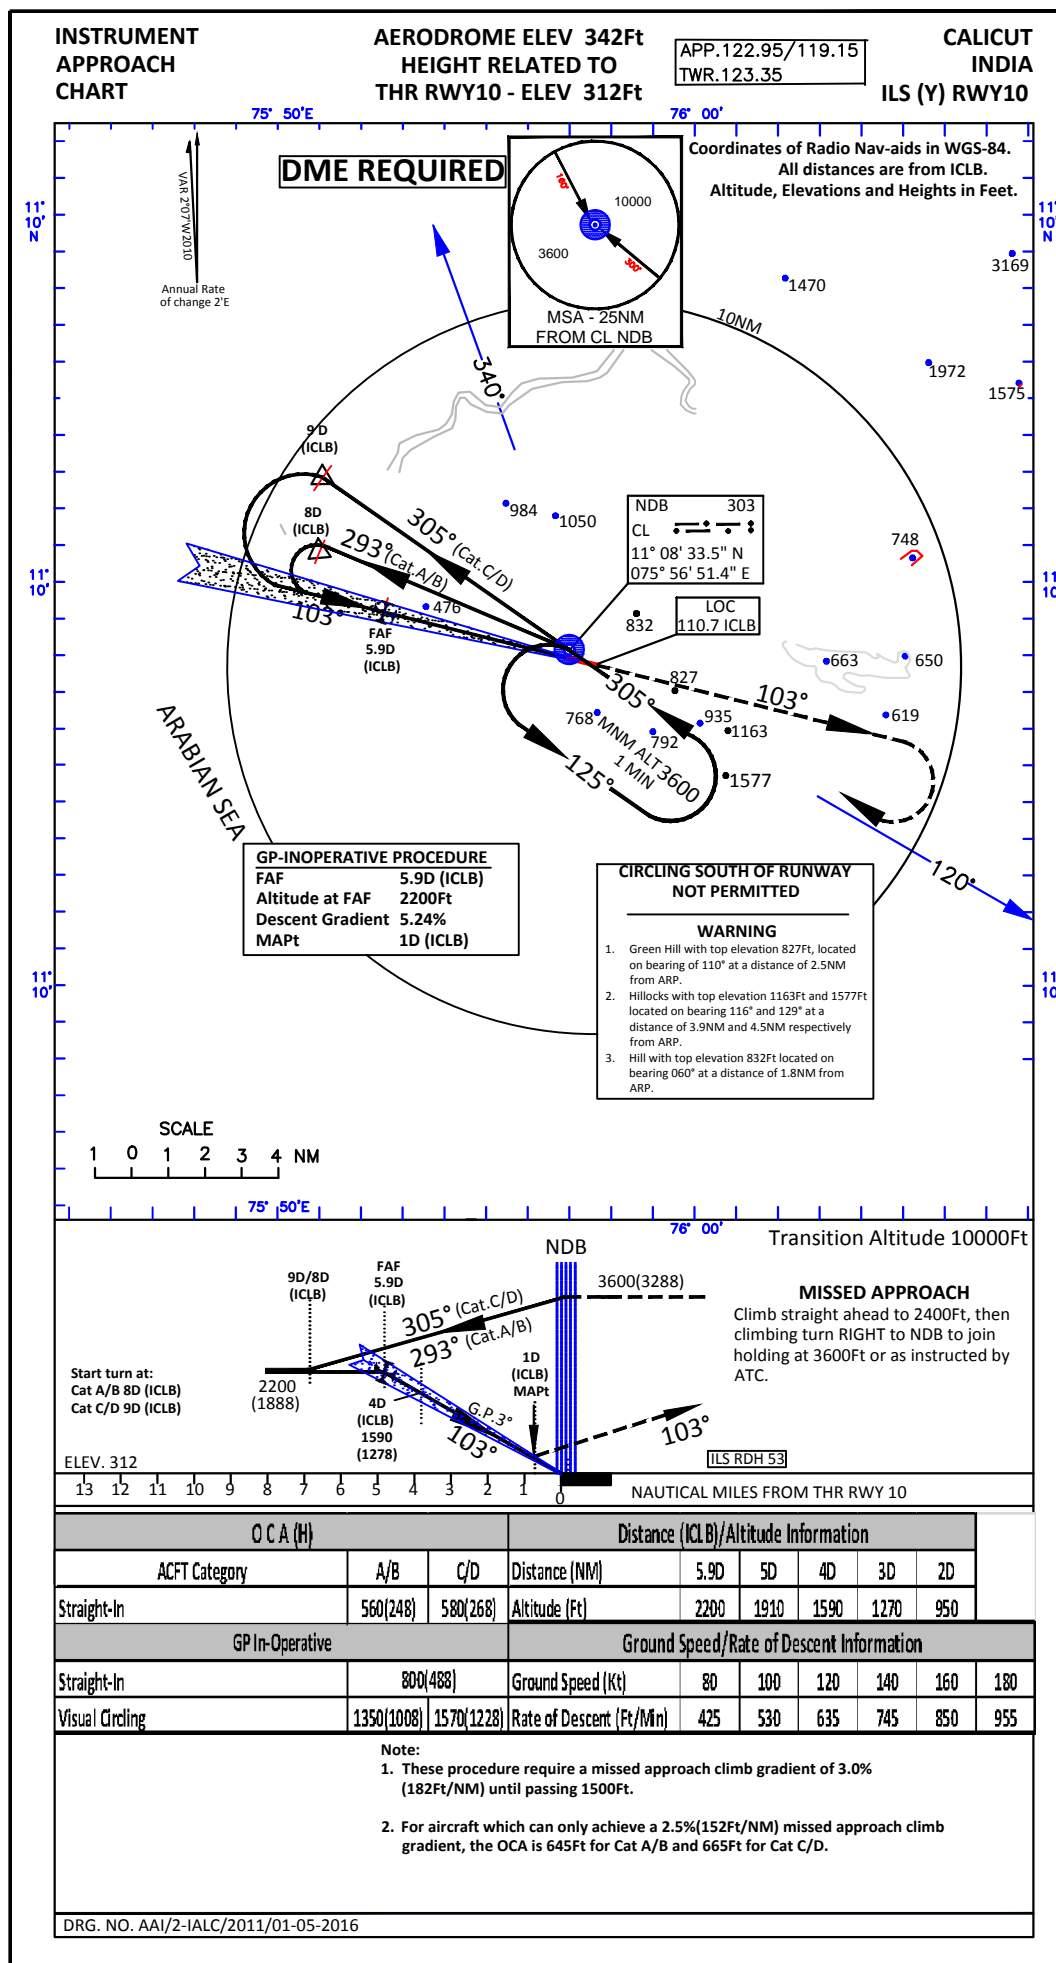 INSTRUMENT
APPROACH
CHART
AERODROME ELEV 342Ft
HEIGHT RELATED TO
THR RWY10 - ELEV 312Ft
APP.122.95/119.15
TWR.123.35
CALICUT
INDIA
ILS (Y) RWY10
75° 50'E
76° 00'
DME REQUIRED
Coordinates of Radio Nav-aids in WGS-84.
All distances are from ICLB.
Altitude, Elevations and Heights in Feet.
VAR 2°07'W2010
Annual Rate
of change 2'E
11°
10'
N
11°
10'
N
160°
10000
3600
300°
MSA - 25NM
FROM CL NDB
10NM
3169
1470
1972
1575
340°
9 D
(ICLB)
8D
(ICLB)
984
1050
305° (Cat.C/D)
293° (Cat.A/B)
NDB 303
CL
11° 08' 33.5" N
075° 56' 51.4" E
748
11°
10'
11°
10'
103°
476
FAF
5.9D
(ICLB)
832
LOC
110.7 ICLB
663
650
827
305°
103°
768
792
935
1163
619
MNM ALT 3600
1 MIN
125°
1577
ARABIAN SEA
120°
GP-INOPERATIVE PROCEDURE
FAF 5.9D (ICLB)
Altitude at FAF 2200Ft
Descent Gradient 5.24%
MAPt 1D (ICLB)
CIRCLING SOUTH OF RUNWAY
NOT PERMITTED
WARNING
1. Green Hill with top elevation 827Ft, located
on bearing of 110° at a distance of 2.5NM
from ARP.
2. Hillocks with top elevation 1163Ft and 1577Ft
located on bearing 116° and 129° at a
distance of 3.9NM and 4.5NM respectively
from ARP.
3. Hill with top elevation 832Ft located on
bearing 060° at a distance of 1.8NM from
ARP.
11°
10'
11°
10'
SCALE
1 0 1 2 3 4 NM
75° 50'E
76° 00'
Transition Altitude 10000Ft
NDB
9D/8D
(ICLB)
FAF
5.9D
(ICLB)
3600(3288)
305° (Cat.C/D)
293° (Cat.A/B)
MISSED APPROACH
Climb straight ahead to 2400Ft, then
climbing turn RIGHT to NDB to join
holding at 3600Ft or as instructed by
ATC.
1D
(ICLB)
MAPt
Start turn at:
Cat A/B 8D (ICLB)
Cat C/D 9D (ICLB)
2200
(1888)
4D
(ICLB)
1590
(1278)
G.P.3°
103°
103°
ELEV. 312
ILS RDH 53
13 12 11 10 9 8 7 6 5 4 3 2 1 0
NAUTICAL MILES FROM THR RWY 10
O C A (H) Distance (ICLB)/Altitude Information
ACFT Category A/B C/D Distance (NM) 5.9D 5D 4D 3D 2D
Straight-In 560(248) 580(268) Altitude (Ft) 2200 1910 1590 1270 950
GP In-Operative Ground Speed/Rate of Descent Information
Straight-In 800(488) Ground Speed (Kt) 80 100 120 140 160 180
Visual Circling 1350(1008) 1570(1228) Rate of Descent (Ft/Min) 425 530 635 745 850 955
Note:
1. These procedure require a missed approach climb gradient of 3.0%
(182Ft/NM) until passing 1500Ft.
2. For aircraft which can only achieve a 2.5%(152Ft/NM) missed approach climb
gradient, the OCA is 645Ft for Cat A/B and 665Ft for Cat C/D.
DRG. NO. AAI/2-IALC/2011/01-05-2016